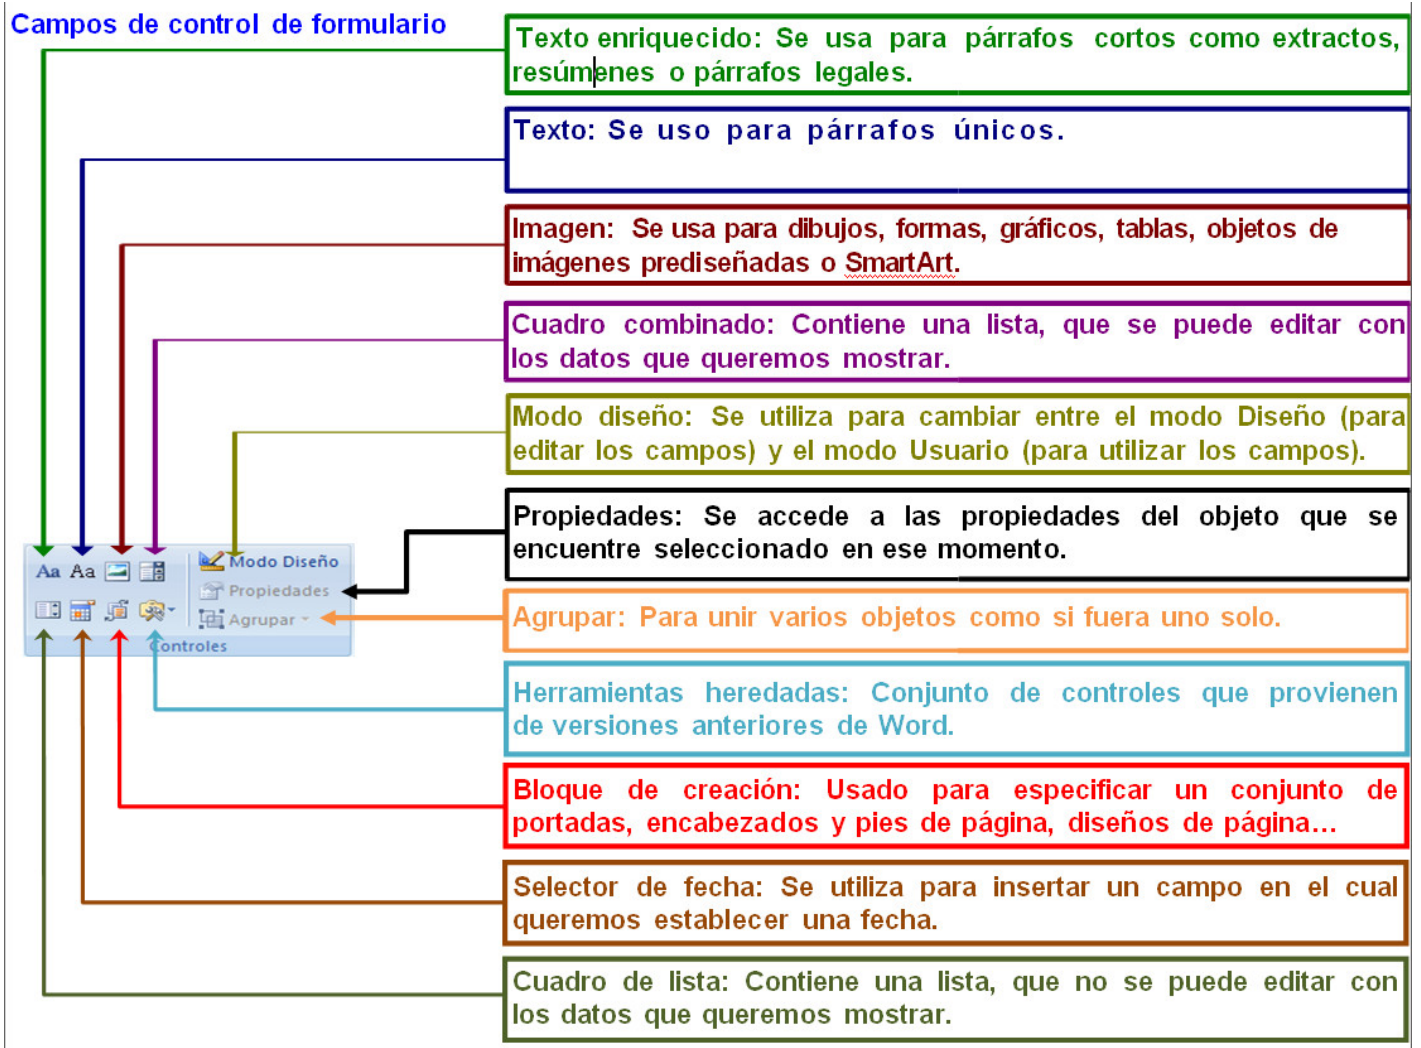 Campos de control de formulario
Texto enriquecido: Se usa para párrafos cortos como extractos,
resúmenes o párrafos legales.
Texto: Se uso para párrafos únicos.
Imagen: Se usa para dibujos, formas, gráficos, tablas, objetos de
imágenes prediseñadas o SmartArt.
Cuadro combinado: Contiene una lista, que se puede editar con
los datos que queremos mostrar.
Modo diseño: Se utiliza para cambiar entre el modo Diseño (para
editar los campos) y el modo Usuario (para utilizar los campos).
Propiedades: Se accede a las propiedades del objeto que se
encuentre seleccionado en ese momento.
Aa Aa
Modo Diseño
Propiedades
Agrupar
Controles
Agrupar: Para unir varios objetos como si fuera uno solo.
Herramientas heredadas: Conjunto de controles que provienen
de versiones anteriores de Word.
Bloque de creación: Usado para especificar un conjunto de
portadas, encabezados y pies de página, diseños de página...
Selector de fecha: Se utiliza para insertar un campo en el cual
queremos establecer una fecha.
Cuadro de lista: Contiene una lista, que no se puede editar con
los datos que queremos mostrar.